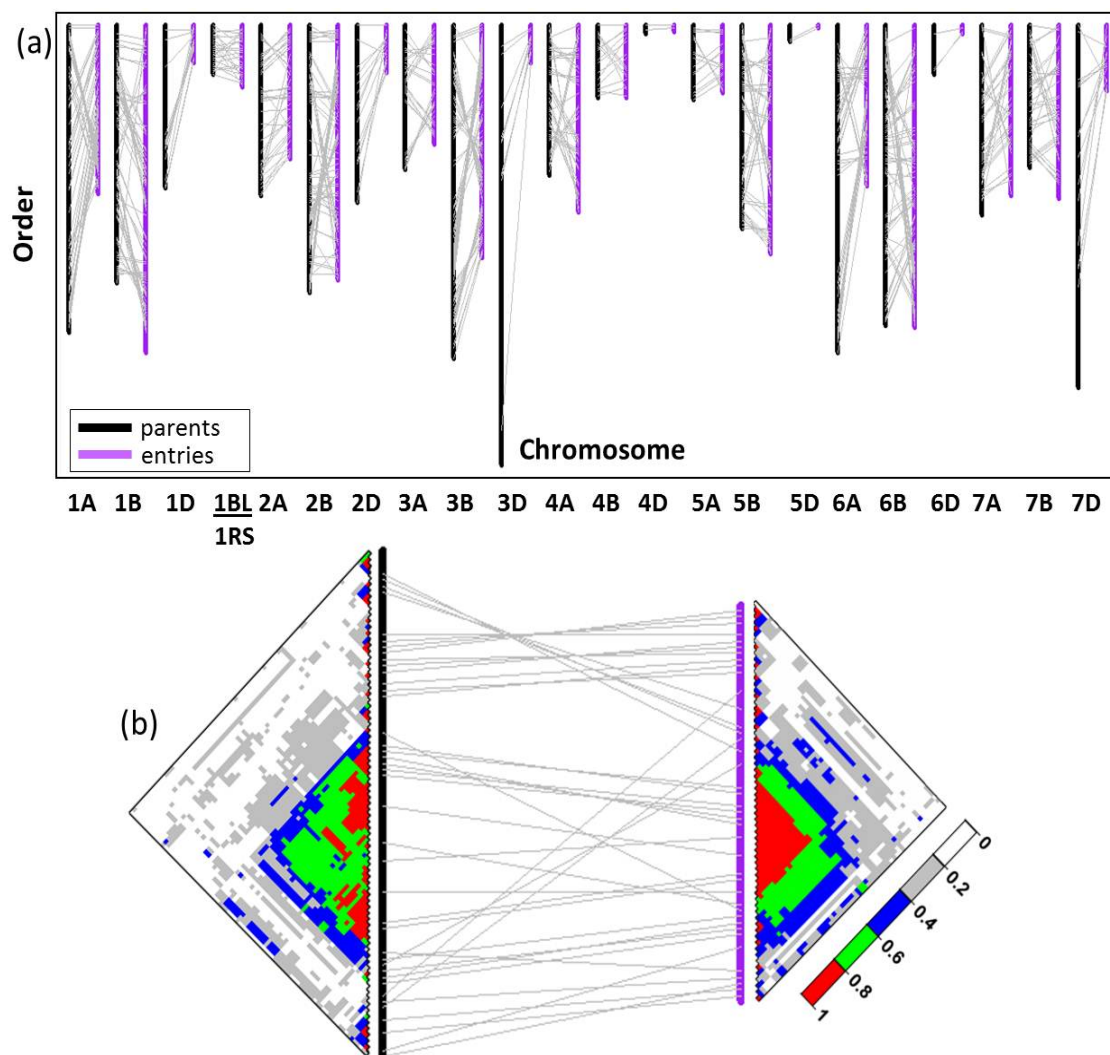 (a)
Order
parents
entries
Chromosome
1A 1B 1D 1BL 2A 2B 2D 3A 3B 3D 4A 4B 4D 5A 5B 5D 6A 6B 6D 7A 7B 7D
1RS
(b)
0
0.2
0.4
0.6
0.8
1